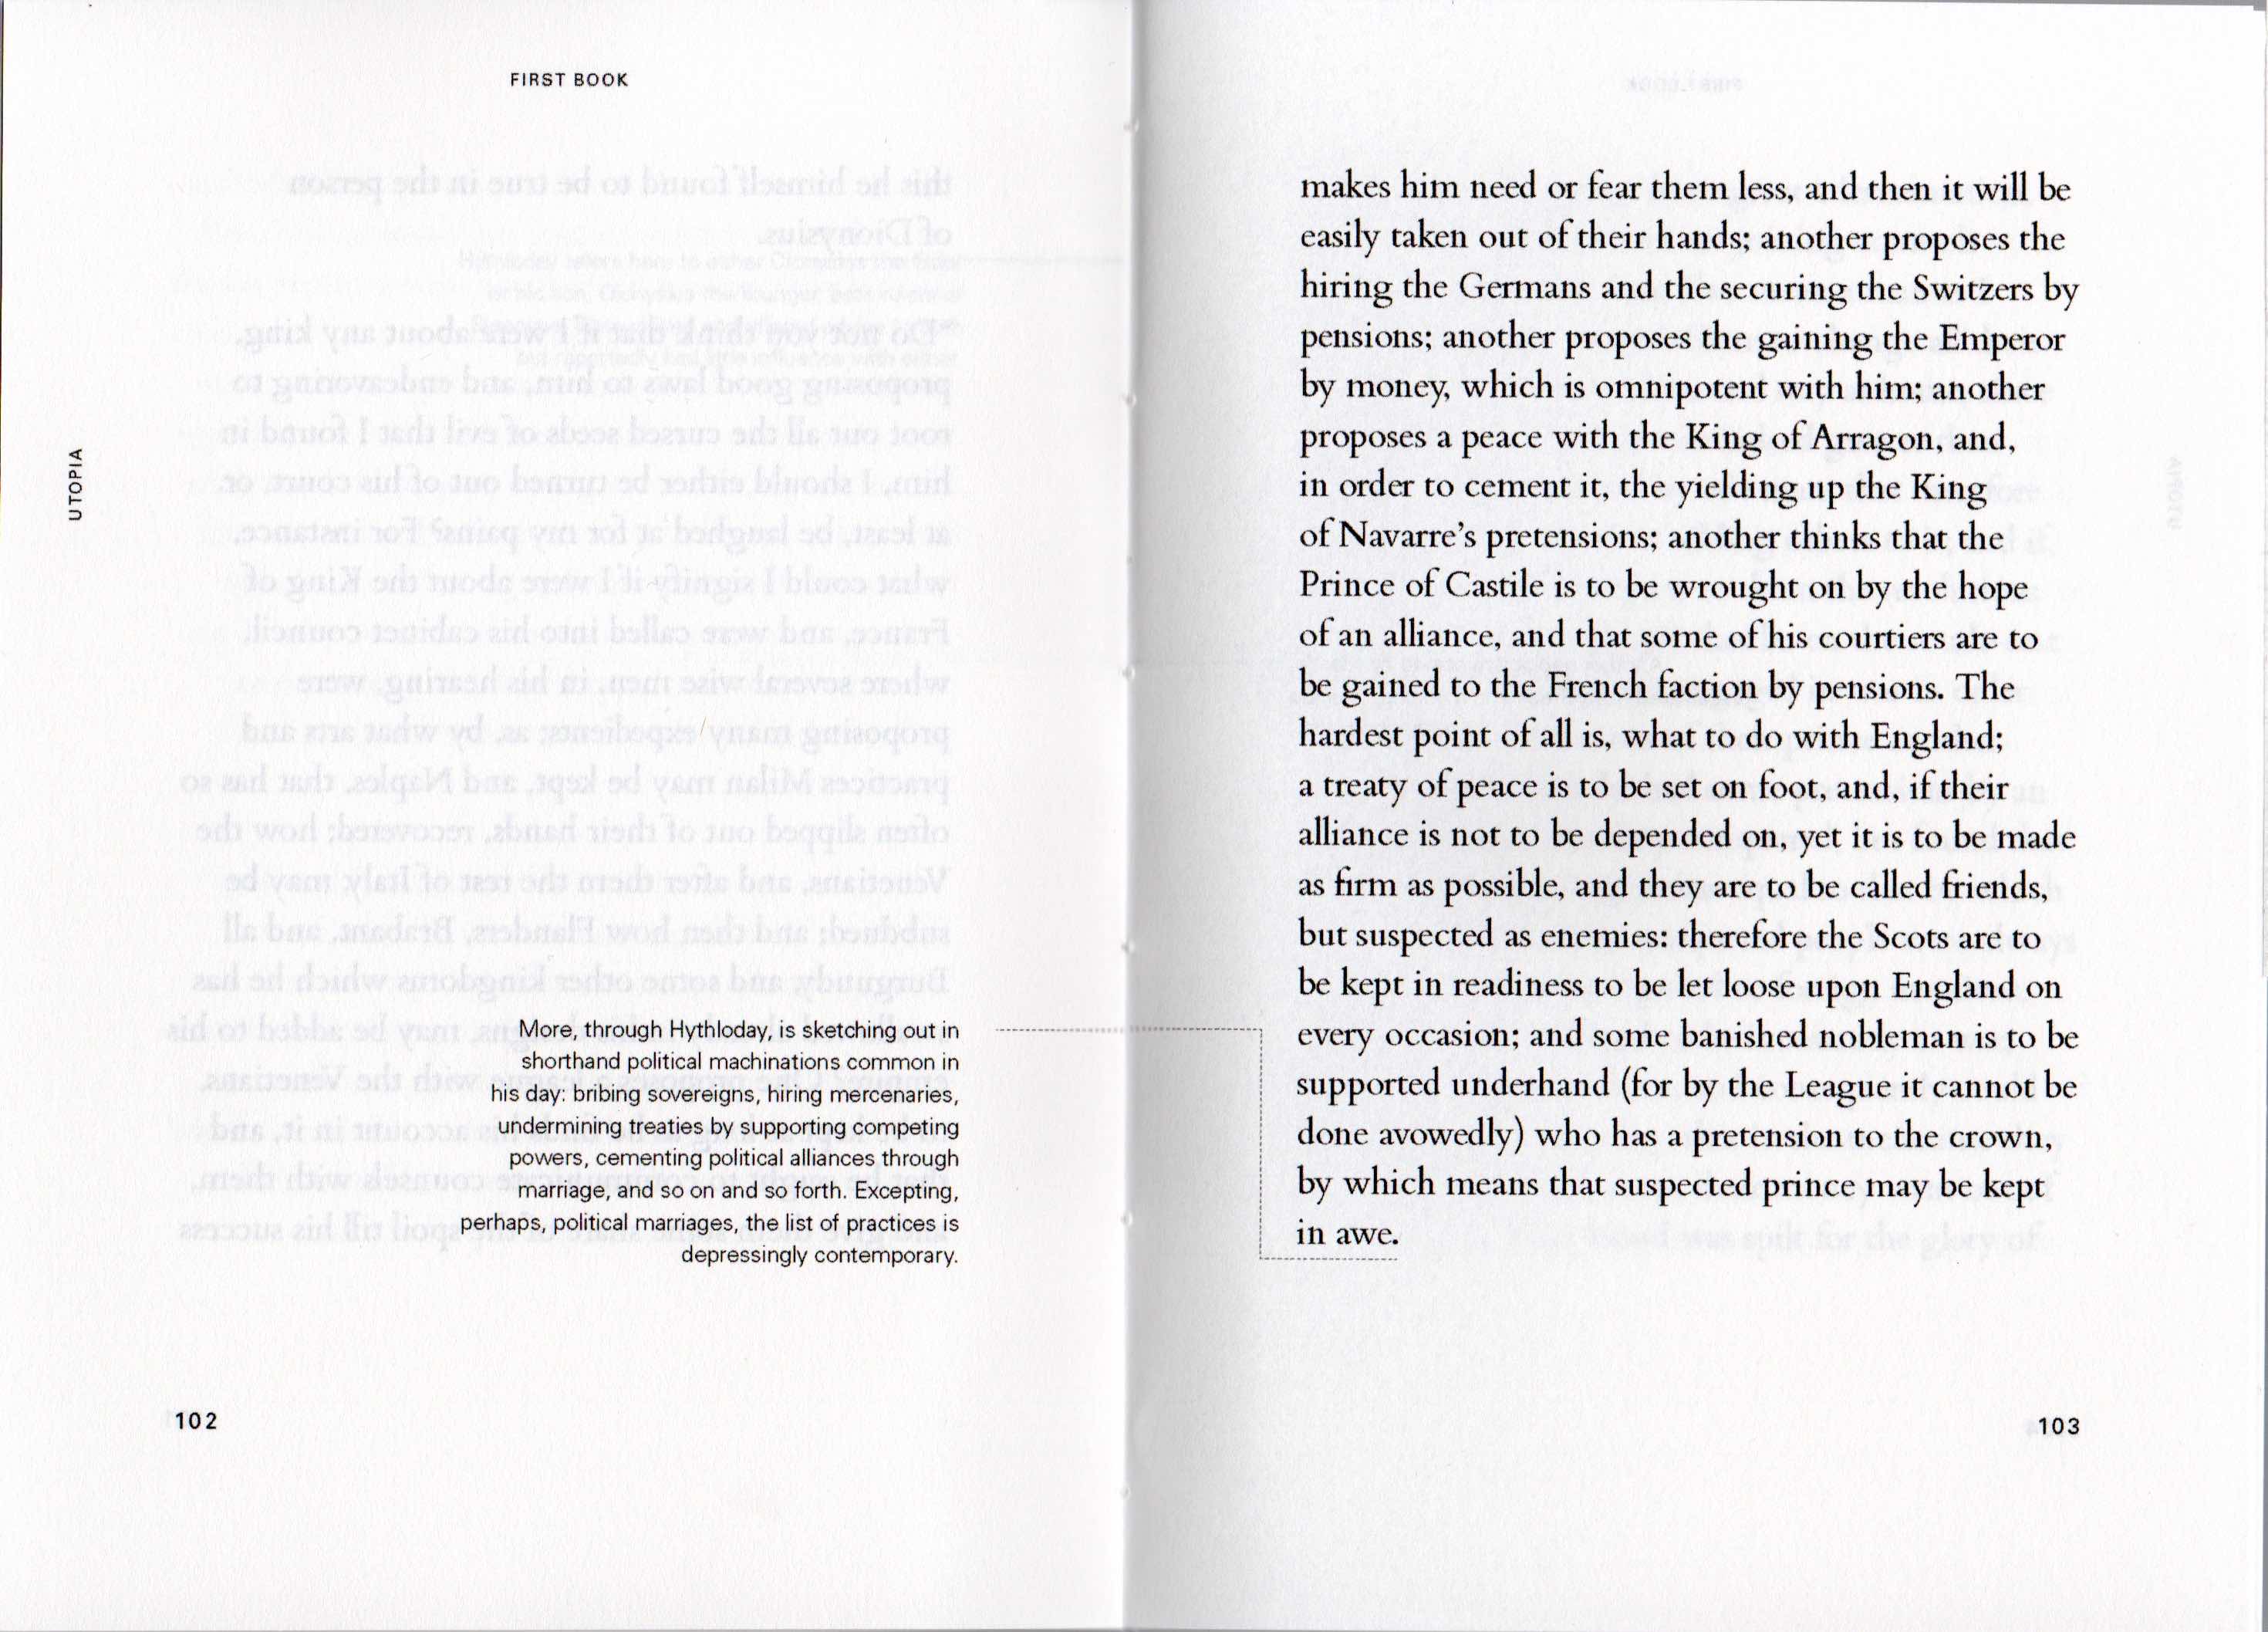 FIRST BOOK
UTOPIA
More, through Hythloday, is sketching out in
shorthand political machinations common in
his day: bribing sovereigns, hiring mercenaries,
undermining treaties by supporting competing
powers, cementing political alliances through
marriage, and so on and so forth. Excepting,
perhaps, political marriages, the list of practices is
depressingly contemporary.
102
makes him need or fear them less, and then it will be
easily taken out of their hands; another proposes the
hiring the Germans and the securing the Switzers by
pensions; another proposes the gaining the Emperor
by money, which is omnipotent with him; another
proposes a peace with the King of Arragon, and,
in order to cement it, the yielding up the King
of Navarre's pretensions; another thinks that the
Prince of Castile is to be wrought on by the hope
of an alliance, and that some of his courtiers are to
be gained to the French faction by pensions. The
hardest point of all is, what to do with England;
a treaty of peace is to be set on foot, and, if their
alliance is not to be depended on, yet it is to be made
as firm as possible, and they are to be called friends,
but suspected as enemies: therefore the Scots are to
be kept in readiness to be let loose upon England on
every occasion; and some banished nobleman is to be
supported underhand (for by the League it cannot be
done avowedly) who has a pretension to the crown,
by which means that suspected prince may be kept
in awe.
103